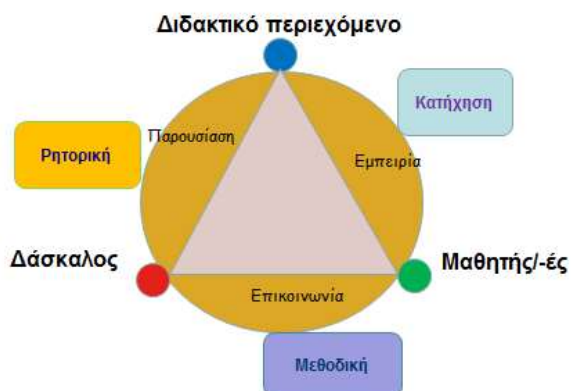 Διδακτικό περιεχόμενο
Κατήχηση
Παρουσίαση
Ρητορική
Εμπειρία
Δάσκαλος
Μαθητής/-ές
Επικοινωνία
Μεθοδική